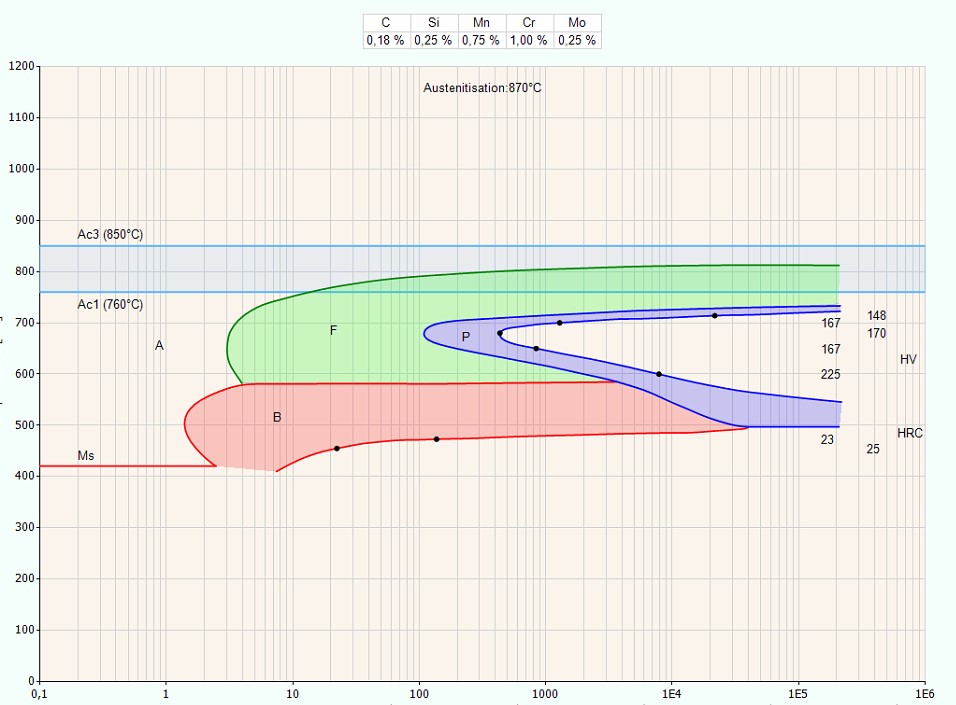 C Si Mn Cr Mo
0,18 % 0,25 % 0,75 % 1,00 % 0,25 %
1200
Austenitisation:870°C
1100
1000
900
Ac3 (850°C)
800
Ac1 (760°C)
700
148
167
F
170
P
A
167
HV
600
225
B
500
HRC
23
25
Ms
400
300
200
100
0
0,1 1 10 100 1000 1E4 1E5 1E6